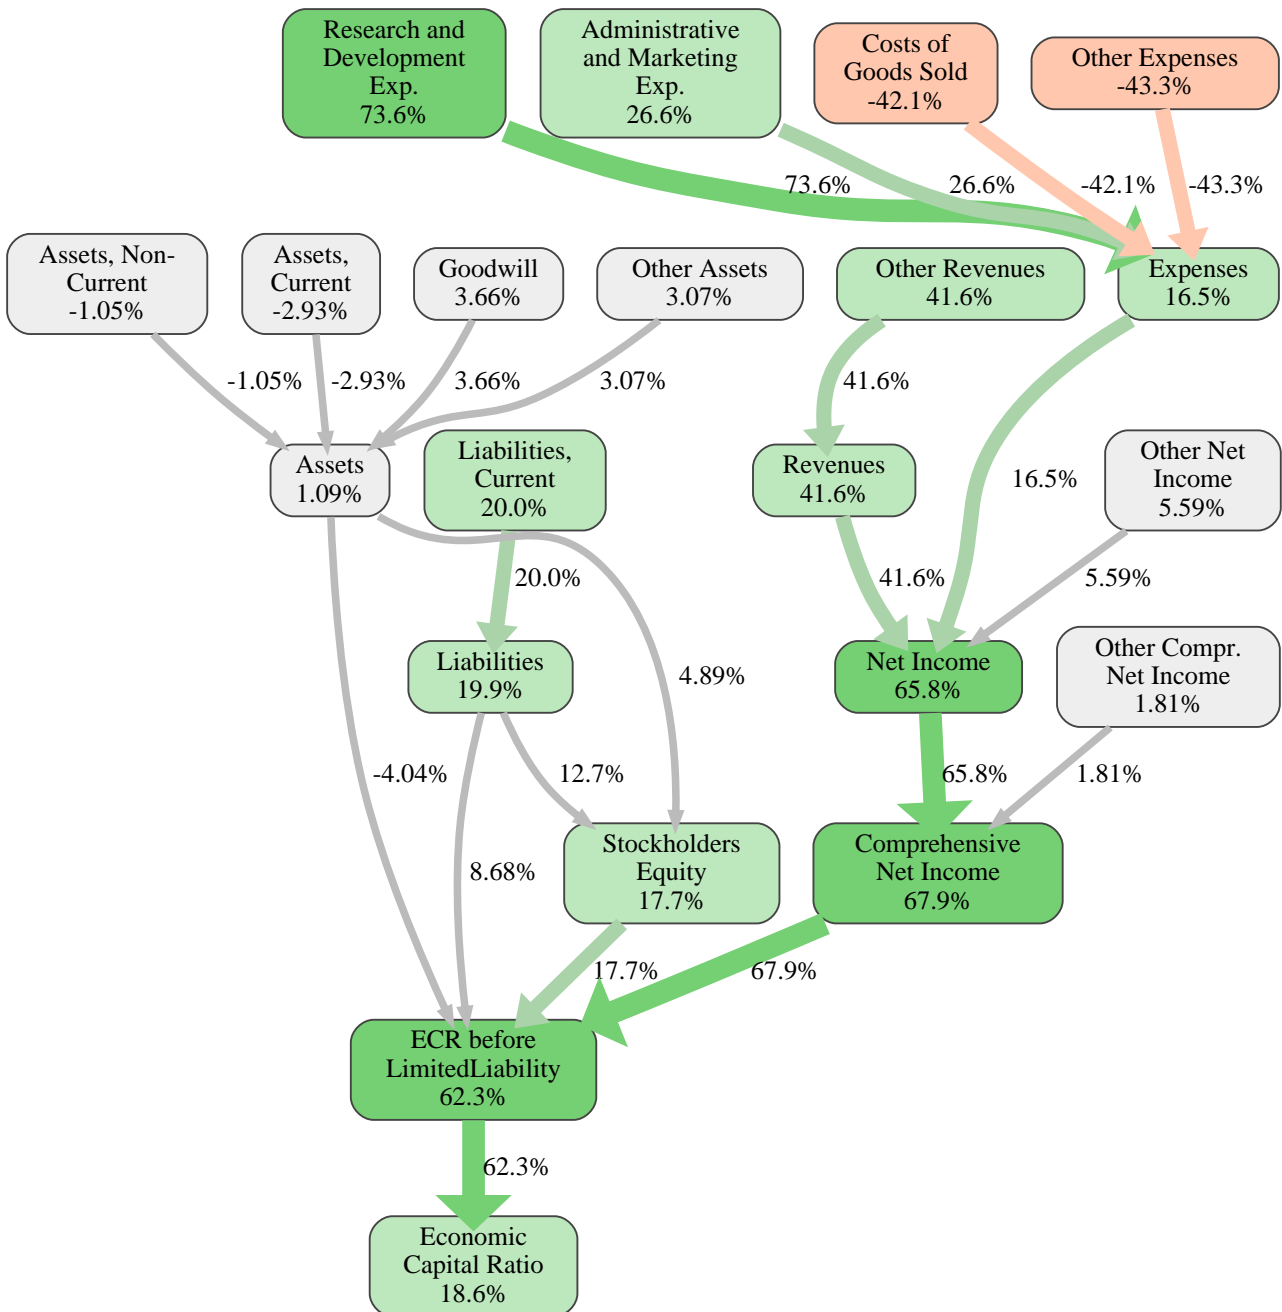 Research and
Development
Exp.
73.6%
Administrative
and Marketing
Exp.
26.6%
Costs of
Goods Sold
-42.1%
Other Expenses
-43.3%
73.6%
26.6%
-42.1%
-43.3%
Assets, Non-
Current
-1.05%
Assets,
Current
-2.93%
Goodwill
3.66%
Other Assets
3.07%
Other Revenues
41.6%
Expenses
16.5%
-1.05%
-2.93%
3.66%
3.07%
41.6%
Assets
1.09%
Liabilities,
Current
20.0%
Revenues
41.6%
16.5%
Other Net
Income
5.59%
20.0%
41.6%
5.59%
Liabilities
19.9%
4.89%
Net Income
65.8%
Other Compr.
Net Income
1.81%
-4.04%
12.7%
65.8%
1.81%
8.68%
Stockholders
Equity
17.7%
Comprehensive
Net Income
67.9%
17.7%
67.9%
ECR before
LimitedLiability
62.3%
62.3%
Economic
Capital Ratio
18.6%